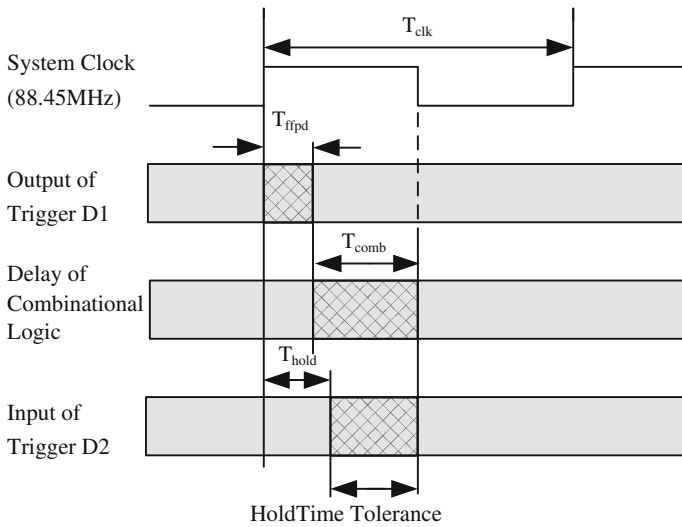 T_clk
System Clock
(88.45MHz)
T_ffpd
Output of
Trigger D1
T_comb
Delay of
Combinational
Logic
T_hold
Input of
Trigger D2
HoldTime Tolerance